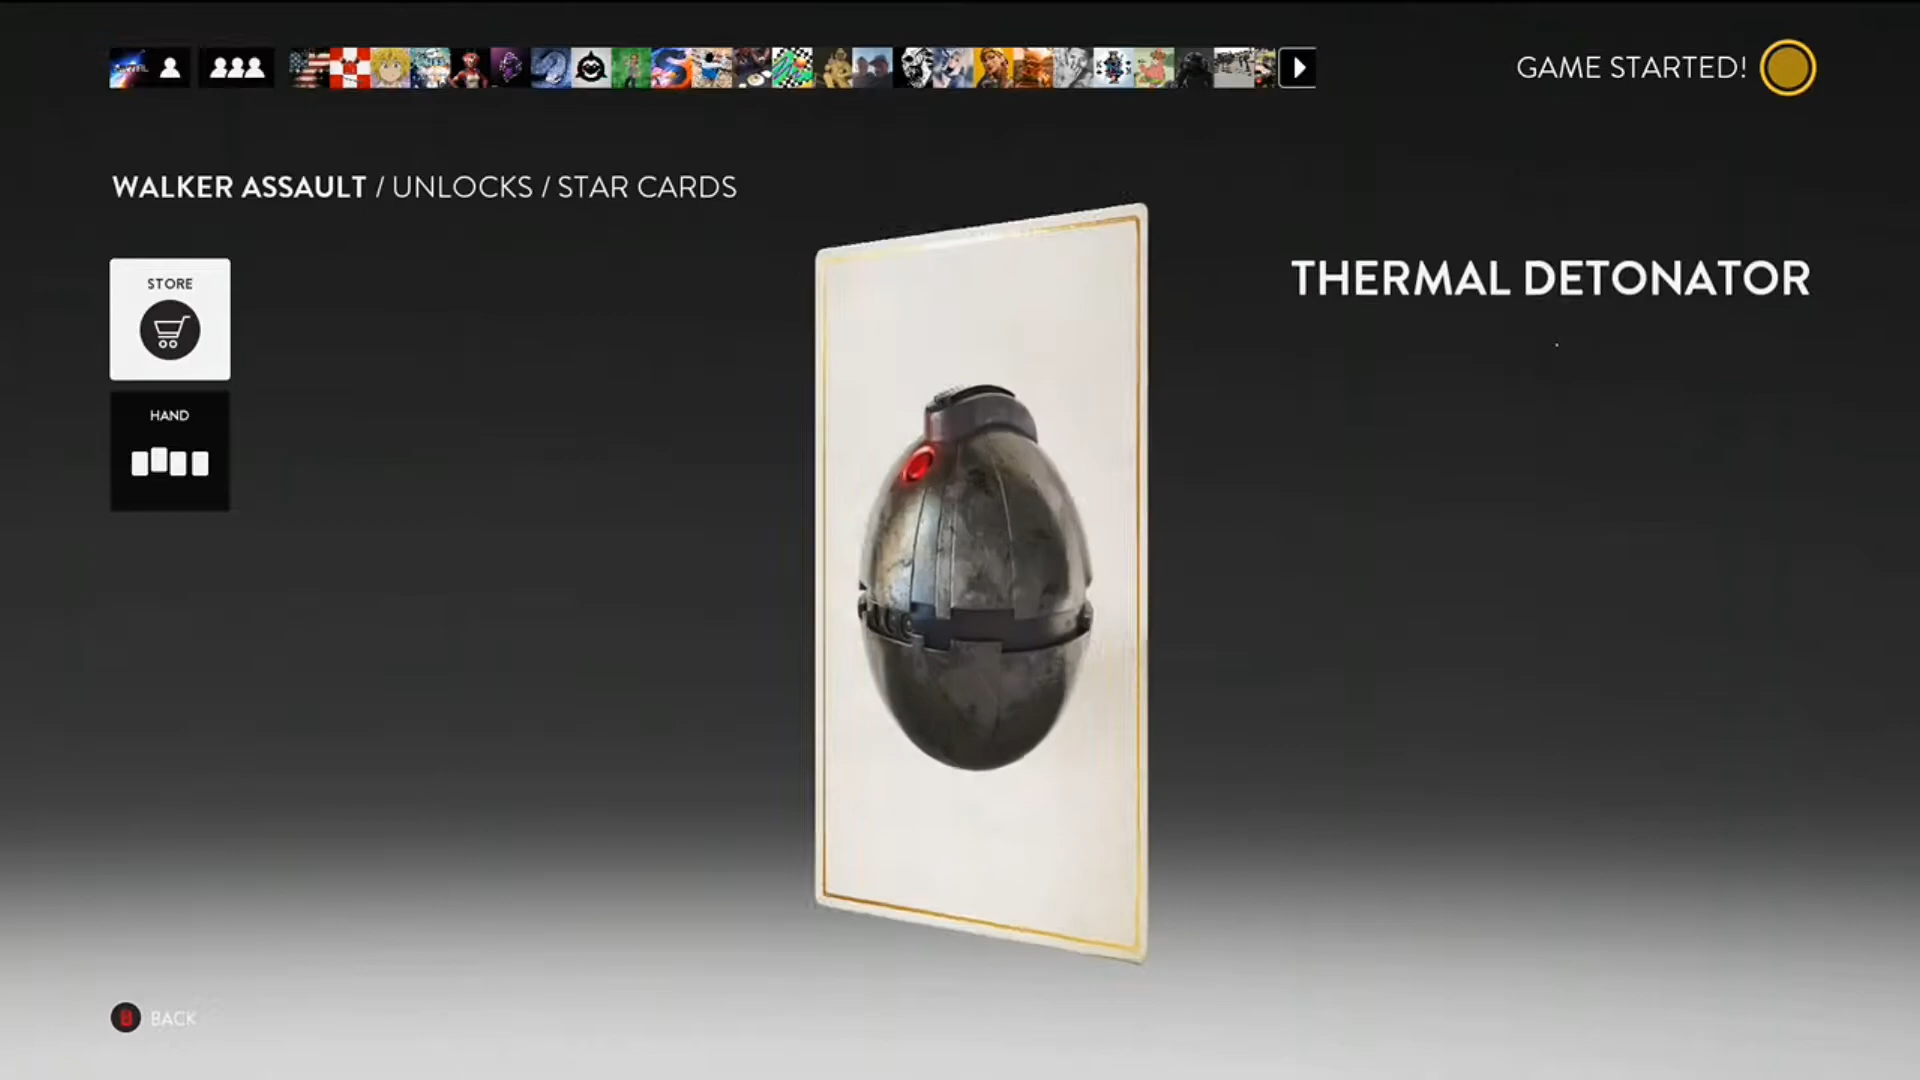 GAME STARTED!
WALKER ASSAULT / UNLOCKS / STAR CARDS
STORE
THERMAL DETONATOR
HAND
B BACK